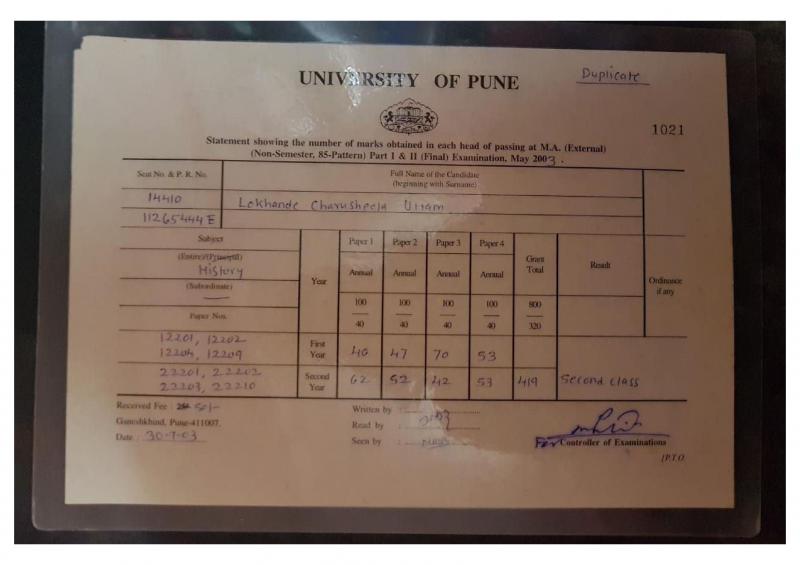 UNIVERSITY OF PUNE
Duplicate
1021
Statement showing the number of marks obtained in each head of passing at M.A. (External)
(Non-Semester, 85-Pattern) Part I & II (Final) Examination, May 2003.
Seat No. & P. R. No.
Full Name of the Candidate
(beginning with Surname)
14410
Lokhande Charusheela Uttam
11265444E
Subject
(Entire)/(Principal)
History
(Subordinate)
—
Paper Nos.
Year
Paper 1 Paper 2 Paper 3 Paper 4
Annual Annual Annual Annual
Grant Total
Result
Ordinance if any
100 100 100 100 800
40 40 40 40 320
12201, 12202
12204, 12209
First Year
40 47 70 53
22201, 22202
22203, 22210
Second Year
62 52 42 53 419 Second class
Received Fee : 50/-
Ganeshkhind, Pune-411007.
Date : 30-7-03
Written by :
Read by :
Seen by :
For Controller of Examinations
[P.T.O.